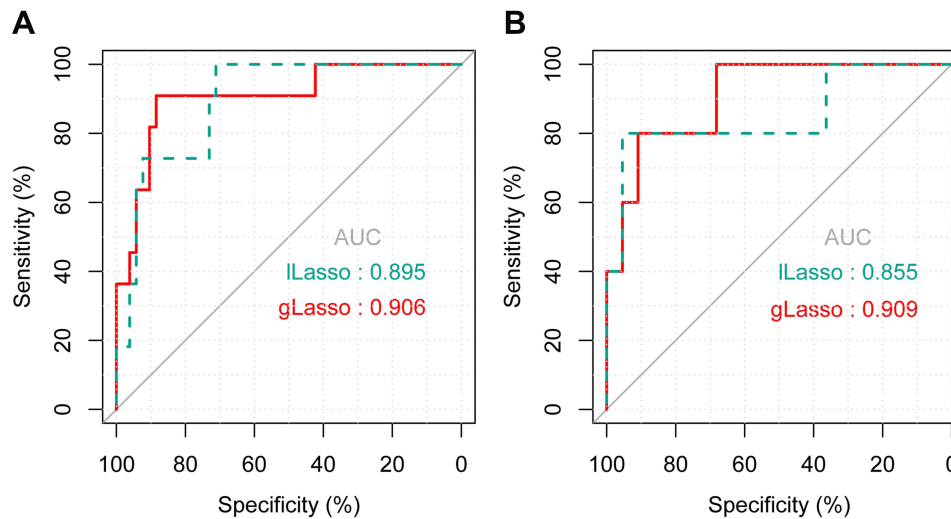 A
Sensitivity (%)
100
80
60
40
20
0
AUC
lLasso : 0.895
gLasso : 0.906
100 80 60 40 20 0
Specificity (%)
B
Sensitivity (%)
100
80
60
40
20
0
AUC
lLasso : 0.855
gLasso : 0.909
100 80 60 40 20 0
Specificity (%)